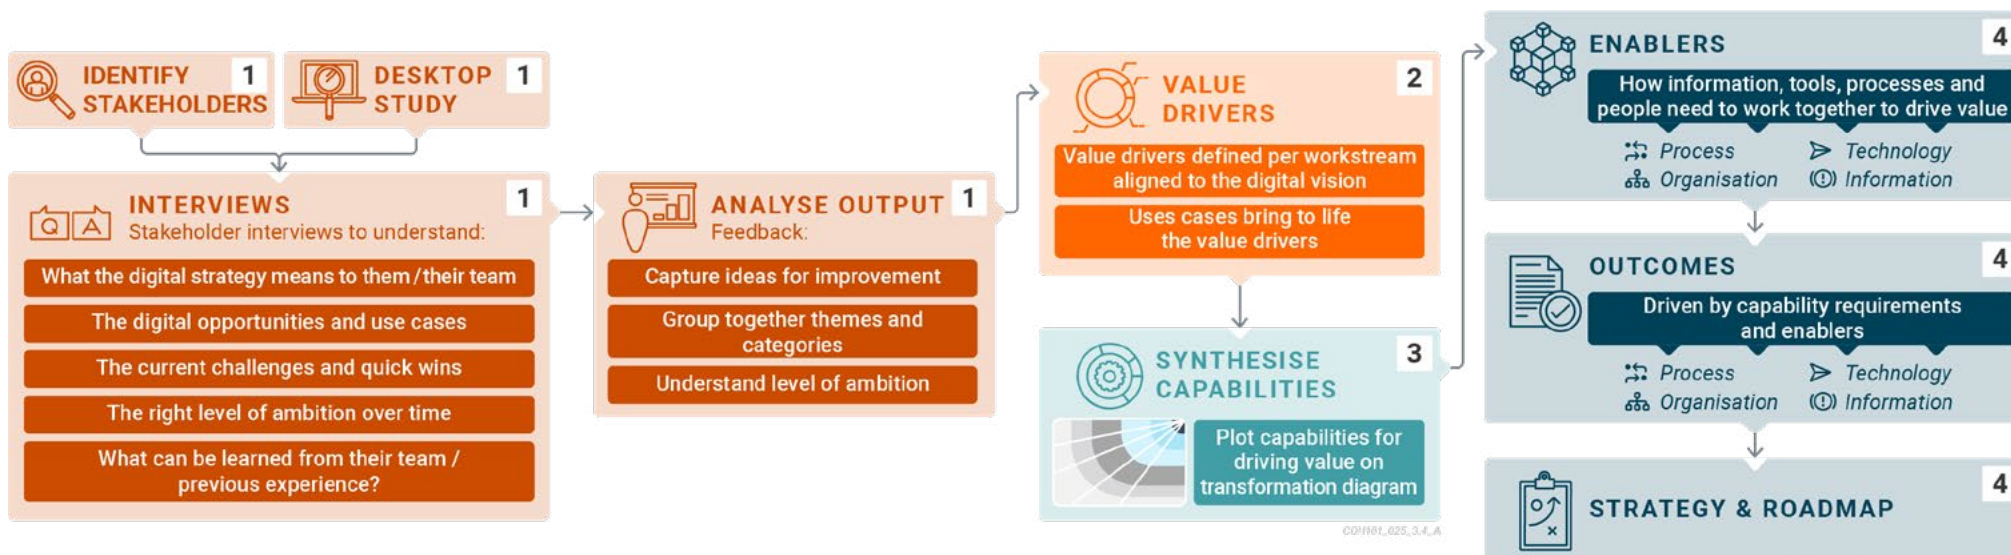 IDENTIFY
STAKEHOLDERS
1
DESKTOP
STUDY
1
INTERVIEWS
1
Q A
Stakeholder interviews to understand:
What the digital strategy means to them / their team
The digital opportunities and use cases
The current challenges and quick wins
The right level of ambition over time
What can be learned from their team /
previous experience?
ANALYSE OUTPUT
1
Feedback:
Capture ideas for improvement
Group together themes and
categories
Understand level of ambition
VALUE
DRIVERS
2
Value drivers defined per workstream
aligned to the digital vision
Uses cases bring to life
the value drivers
SYNTHESISE
CAPABILITIES
3
Plot capabilities for
driving value on
transformation diagram
ENABLERS
4
How information, tools, processes and
people need to work together to drive value
Process
Technology
Organisation
Information
OUTCOMES
4
Driven by capability requirements
and enablers
Process
Technology
Organisation
Information
STRATEGY & ROADMAP
4